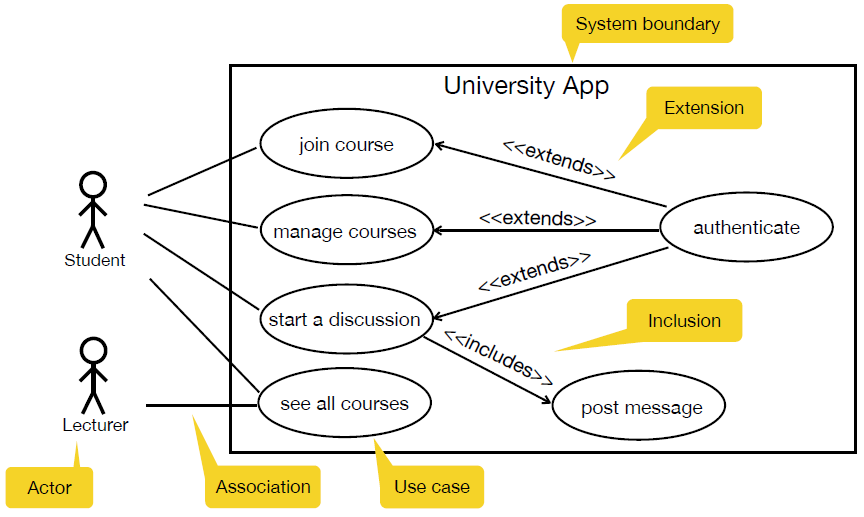 System boundary
University App
Extension
join course
<<extends>>
manage courses
<<extends>>
authenticate
Student
<<extends>>
start a discussion
Inclusion
<<includes>>
see all courses
post message
Lecturer
Actor
Association
Use case